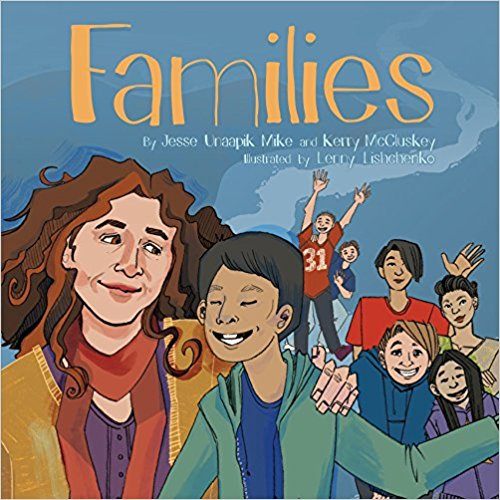 Families
By Jesse Unaapik Mike and Kerry McCluskey
Illustrated by Lenny Lishchenko
31